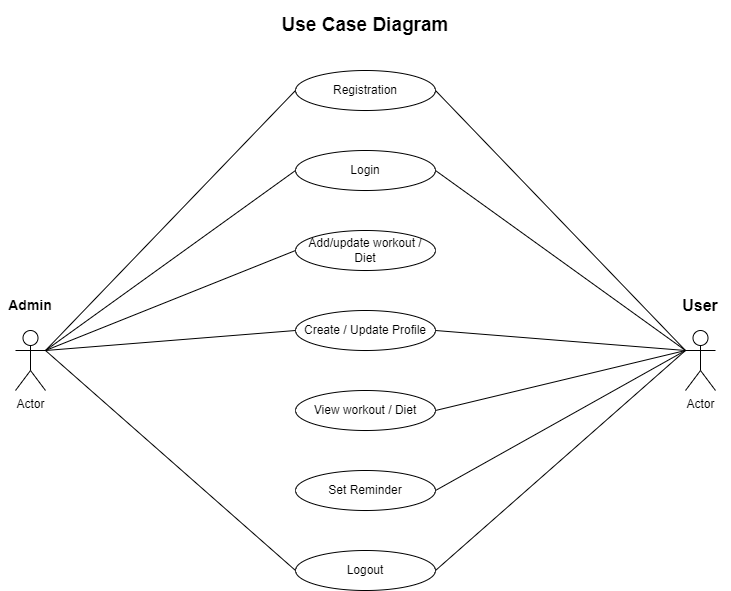 Use Case Diagram
Registration
Login
Add/update workout /
Diet
Admin
User
Create / Update Profile
Actor
Actor
View workout / Diet
Set Reminder
Logout